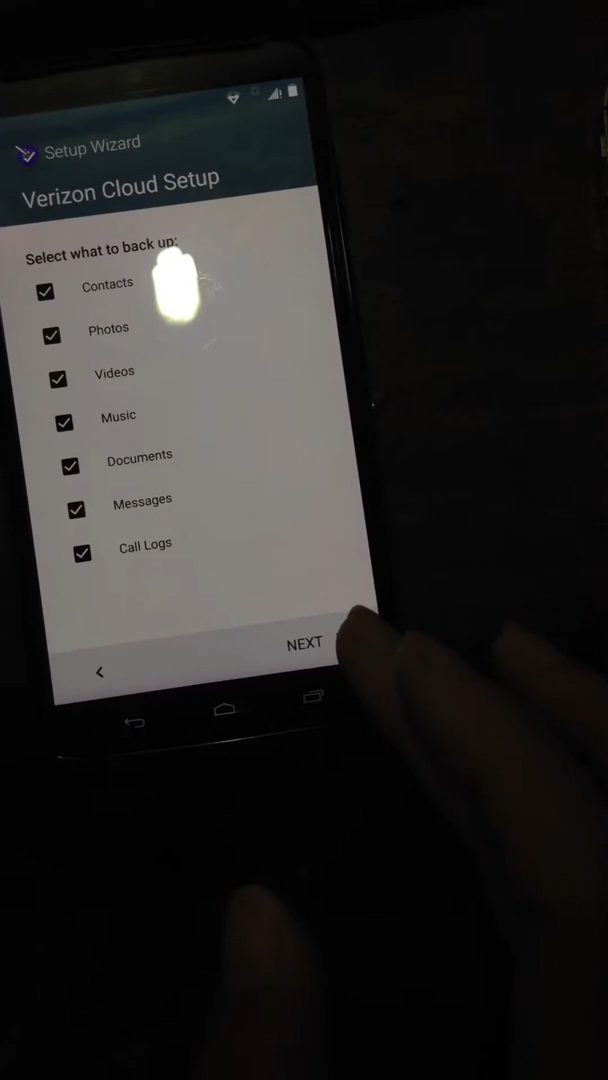 Setup Wizard
Verizon Cloud Setup
Select what to back up:
Contacts
Photos
Videos
Music
Documents
Messages
Call Logs
NEXT